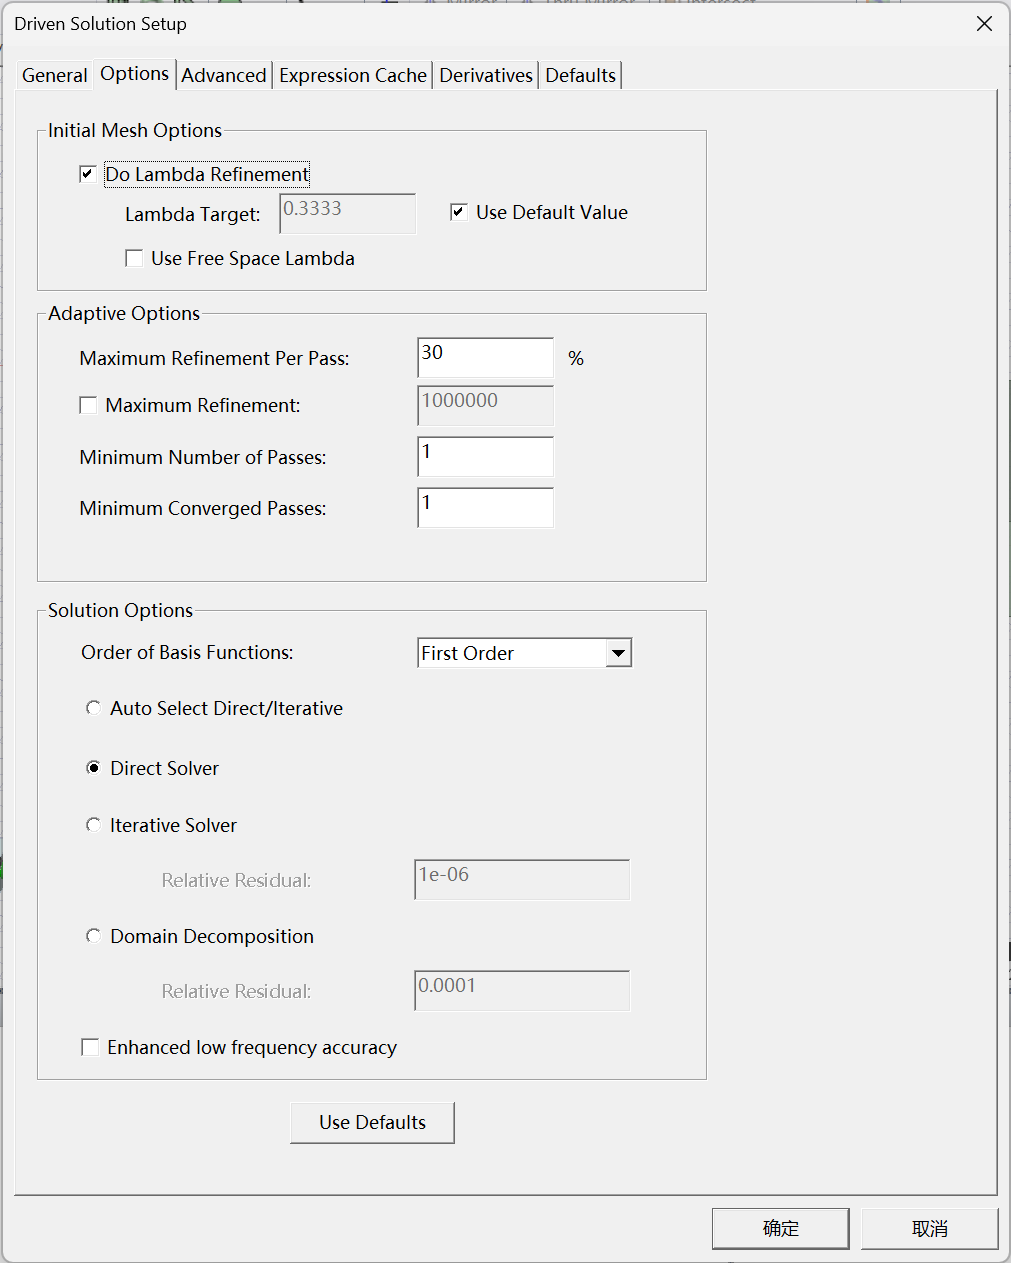 Driven Solution Setup
General Options Advanced Expression Cache Derivatives Defaults
Initial Mesh Options
Do Lambda Refinement
Lambda Target: 0.3333 Use Default Value
Use Free Space Lambda
Adaptive Options
Maximum Refinement Per Pass: 30 %
Maximum Refinement: 1000000
Minimum Number of Passes: 1
Minimum Converged Passes: 1
Solution Options
Order of Basis Functions: First Order
Auto Select Direct/Iterative
Direct Solver
Iterative Solver
Relative Residual: 1e-06
Domain Decomposition
Relative Residual: 0.0001
Enhanced low frequency accuracy
Use Defaults
确定 取消